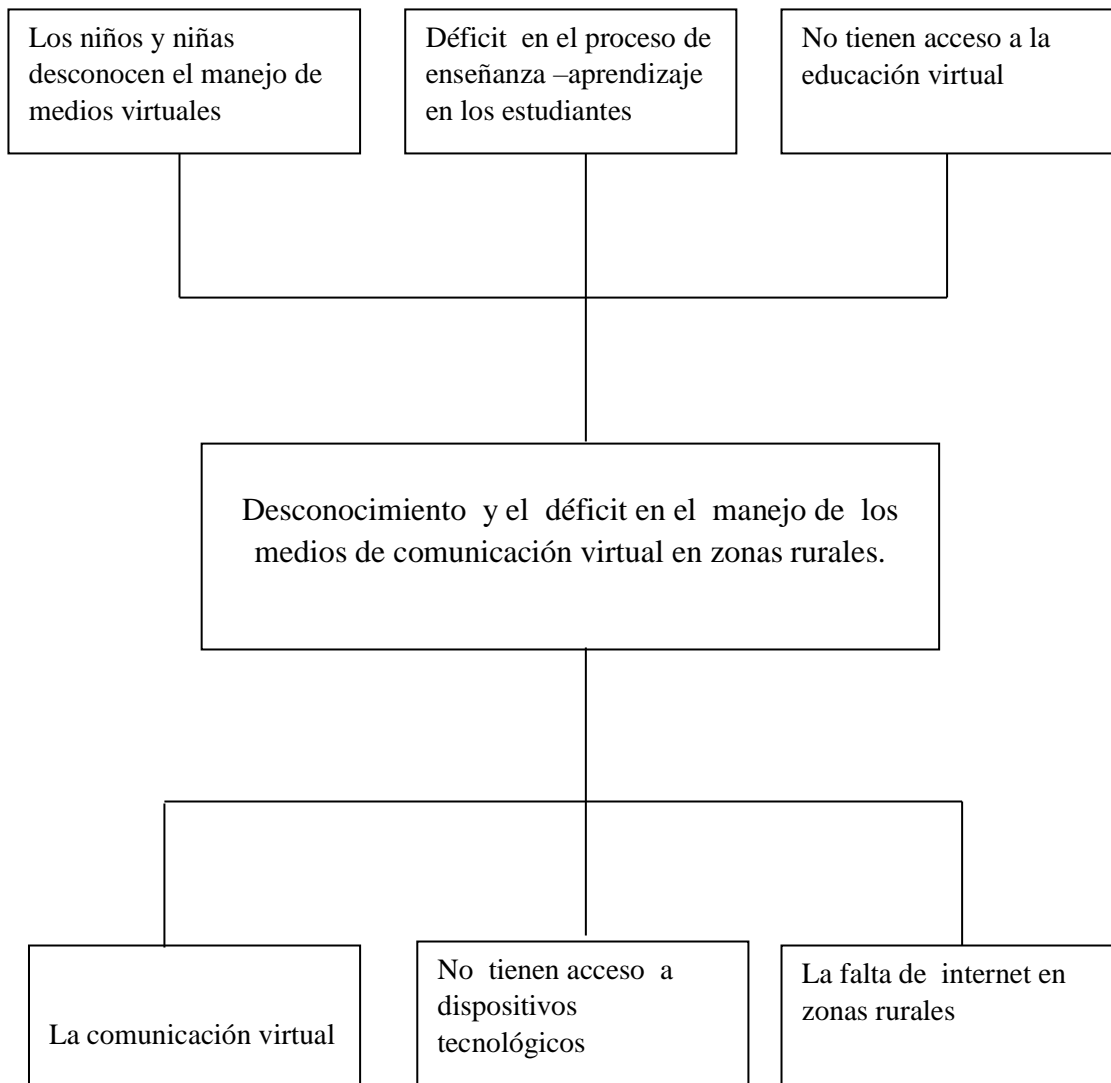 Los niños y niñas
desconocen el manejo de
medios virtuales
Déficit en el proceso de
enseñanza –aprendizaje
en los estudiantes
No tienen acceso a la
educación virtual
Desconocimiento y el déficit en el manejo de los
medios de comunicación virtual en zonas rurales.
La comunicación virtual
No tienen acceso a
dispositivos
tecnológicos
La falta de internet en
zonas rurales